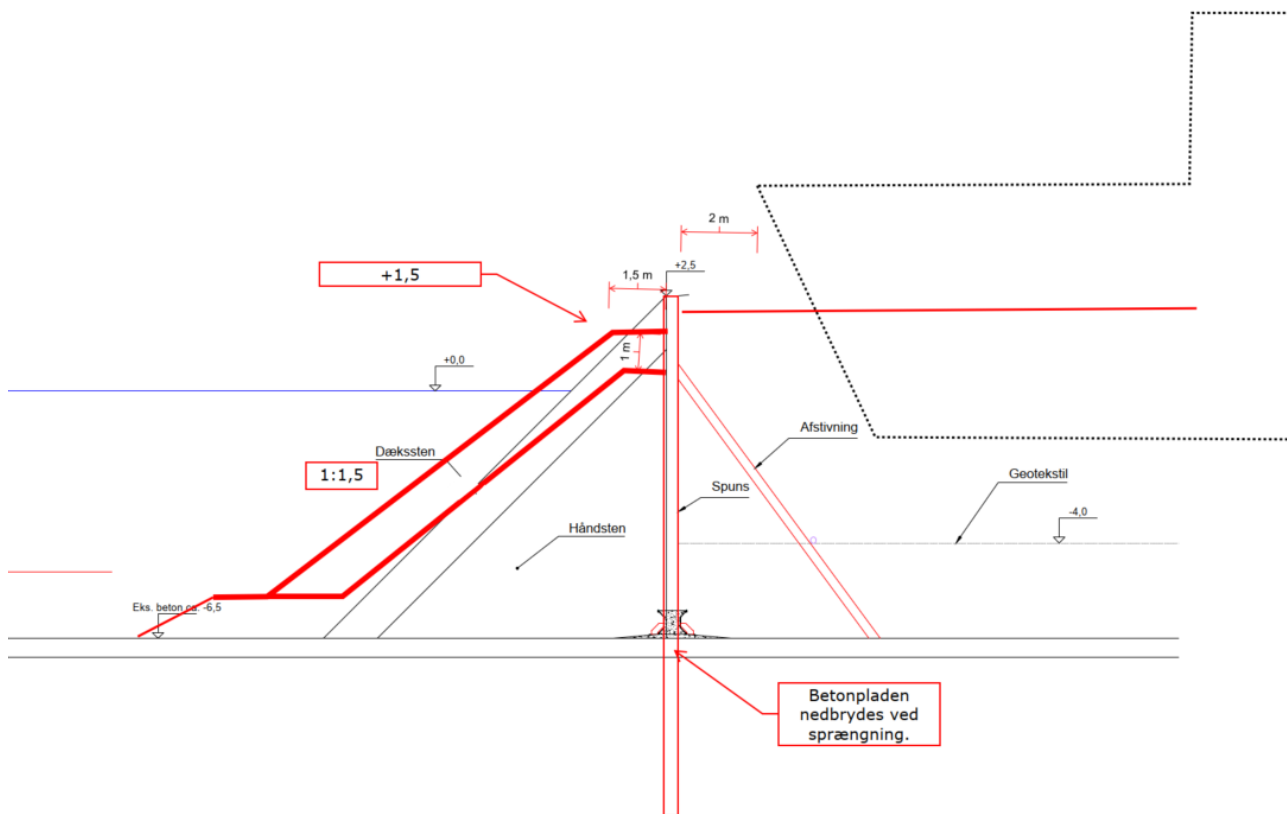 2 m
+1,5
1,5 m
+2,5
1 m
+0,0
Dækssten
1:1,5
Afstivning
Spuns
Geotekstil
-4,0
Håndsten
Eks. beton ca. -6,5
Betonpladen
nedbrydes ved
sprængning.